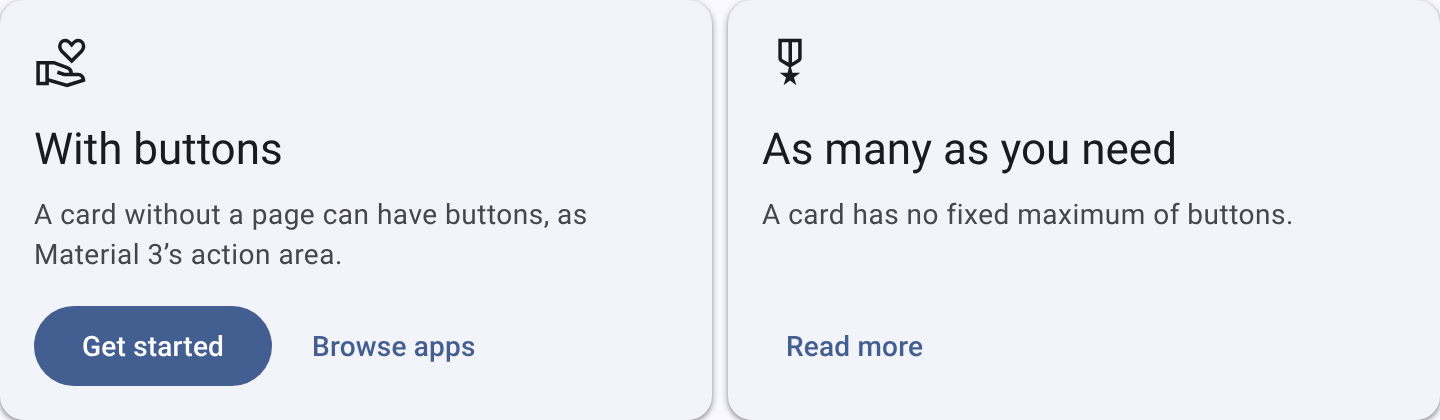 With buttons
A card without a page can have buttons, as
Material 3’s action area.
Get started
Browse apps
As many as you need
A card has no fixed maximum of buttons.
Read more